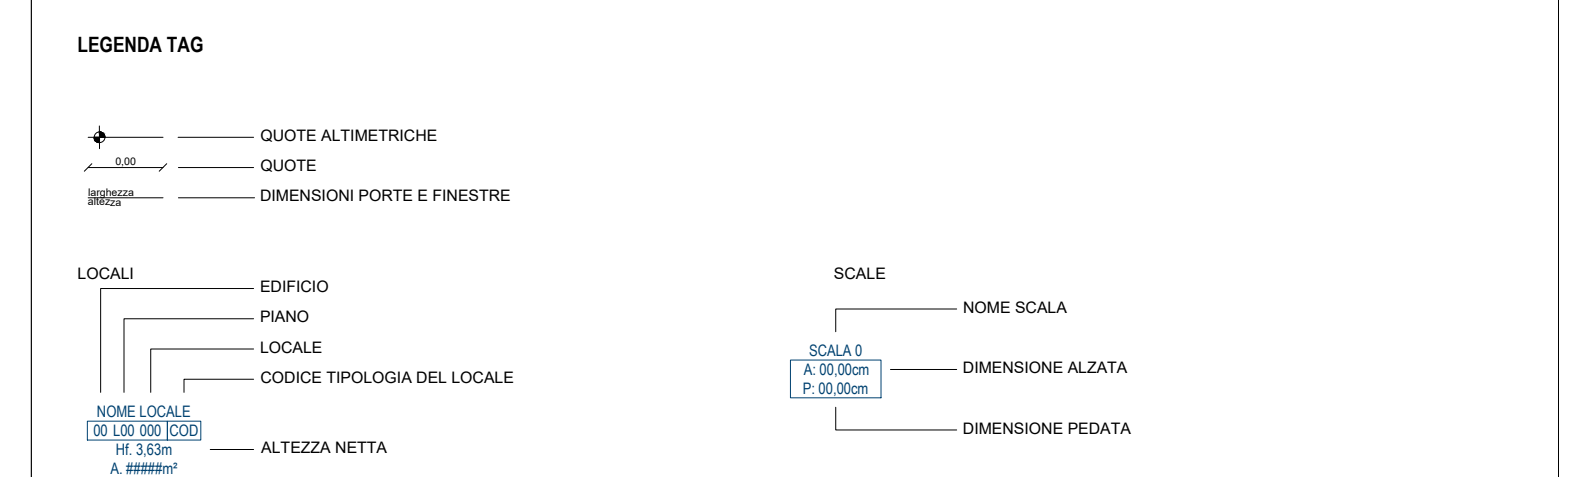 LEGENDA TAG
QUOTE ALTIMETRICHE
0,00
QUOTE
larghezza
altezza
DIMENSIONI PORTE E FINESTRE
LOCALI
EDIFICIO
PIANO
LOCALE
CODICE TIPOLOGIA DEL LOCALE
NOME LOCALE
00 L00 000 COD
Hf. 3,63m
ALTEZZA NETTA
A. #####m²
SCALE
NOME SCALA
SCALA 0
A: 00,00cm
DIMENSIONE ALZATA
P: 00,00cm
DIMENSIONE PEDATA